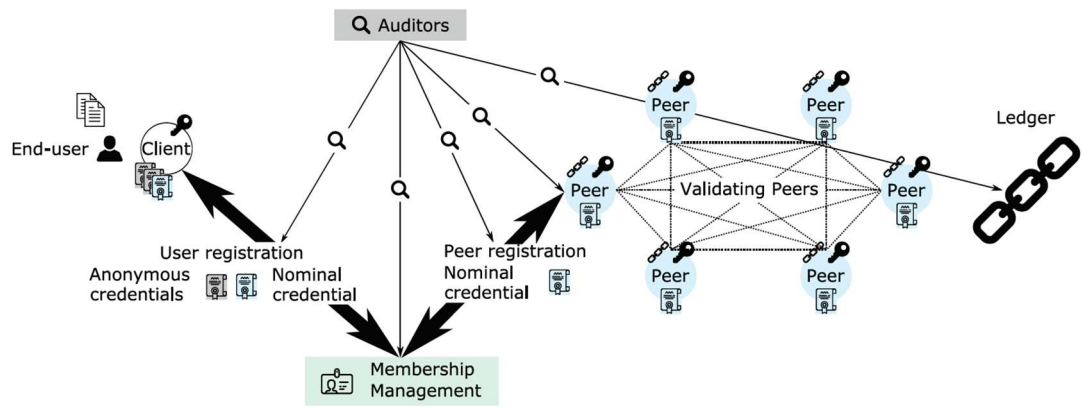 Auditors
Peer
Peer
Ledger
End-user
Client
Peer
Validating Peers
Peer
User registration
Anonymous
credentials
Nominal
credential
Peer registration
Nominal
credential
Peer
Peer
Membership
Management